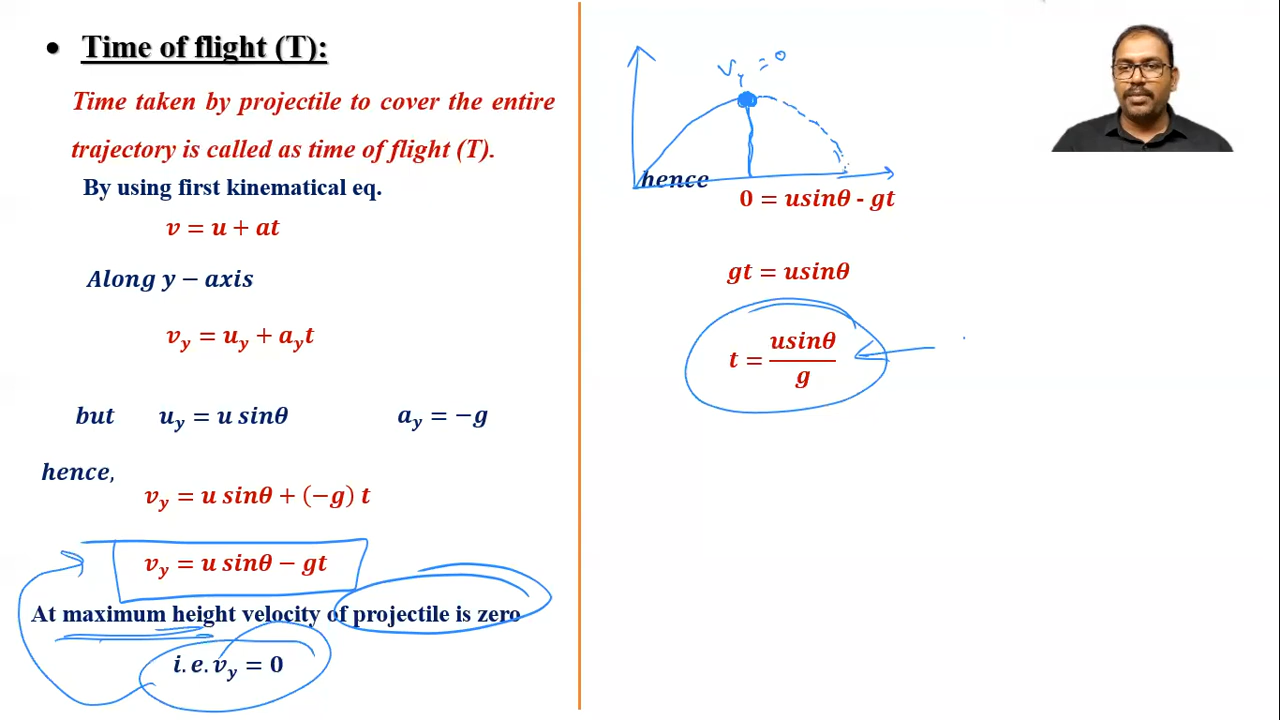 • Time of flight (T):
Time taken by projectile to cover the entire
trajectory is called as time of flight (T).
By using first kinematical eq.
v = u + at
Along y − axis
v_y = u_y + a_y t
but u_y = u sinθ a_y = −g
hence,
v_y = u sinθ + (−g) t
v_y = u sinθ − gt
At maximum height velocity of projectile is zero
i.e. v_y = 0
v_y = 0
hence
0 = usinθ - gt
gt = usinθ
t = usinθ/g